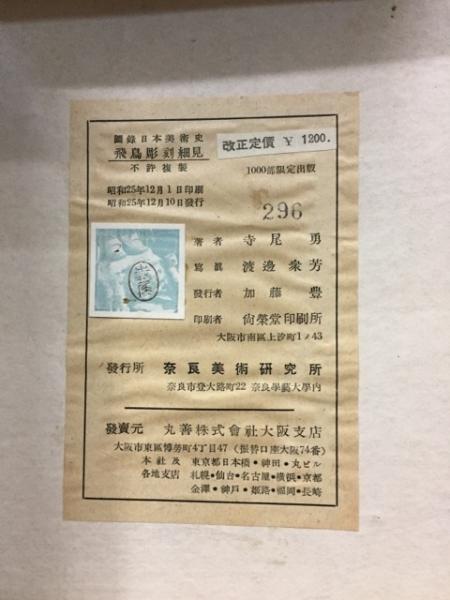 圖錄日本美術史
飛鳥彫刻細見
不許複製
改正定價 ¥ 1200.
1000部限定出版
昭和25年12月1日印刷
昭和25年12月10日發行
296
著者 寺尾勇
寫眞 渡邊衆芳
發行者 加藤豊
印刷者 尙榮堂印刷所
大阪市南區上汐町1ノ43
發行所 奈良美術硏究所
奈良市登大路町22 奈良學藝大學內
發賣元 丸善株式會社大阪支店
大阪市東區博勞町4丁目47 (振替口座大阪74番)
本社及 東京都日本橋・神田・丸ビル
各地支店 札幌・仙台・名古屋・橫浜・京都
金澤・神戶・姬路・福岡・長崎